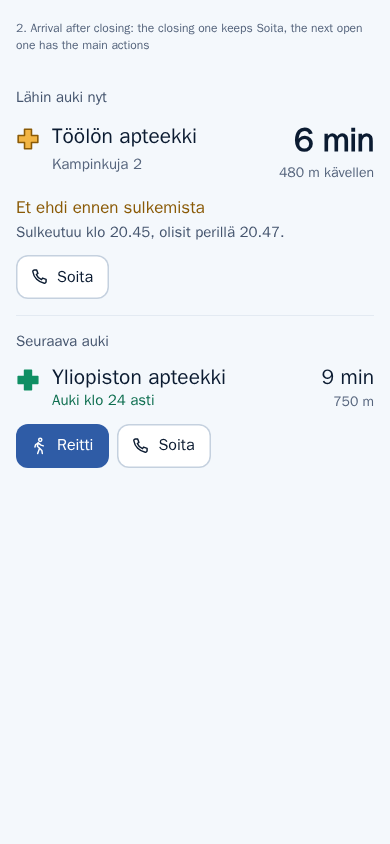 2. Arrival after closing: the closing one keeps Soita, the next open
one has the main actions
Lähin auki nyt
Töölön apteekki
6 min
Kampinkuja 2
480 m kävellen
Et ehdi ennen sulkemista
Sulkeutuu klo 20.45, olisit perillä 20.47.
Soita
Seuraava auki
Yliopiston apteekki
9 min
Auki klo 24 asti
750 m
Reitti
Soita